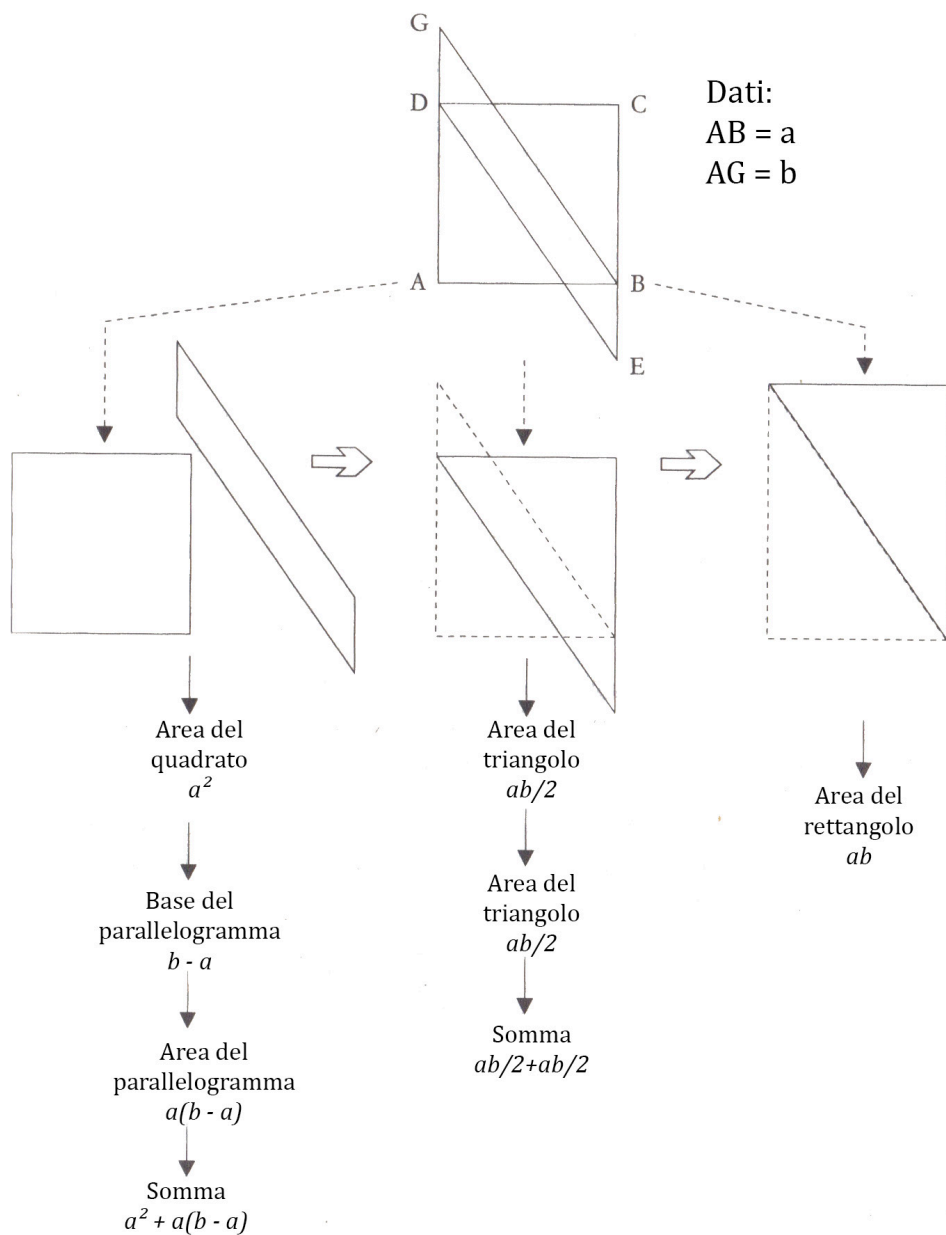 G
D
C
Dati:
AB = a
AG = b
A
B
E
Area del
quadrato
a²
Base del
parallelogramma
b - a
Area del
parallelogramma
a(b - a)
Somma
a² + a(b - a)
Area del
triangolo
ab/2
Area del
triangolo
ab/2
Somma
ab/2+ab/2
Area del
rettangolo
ab